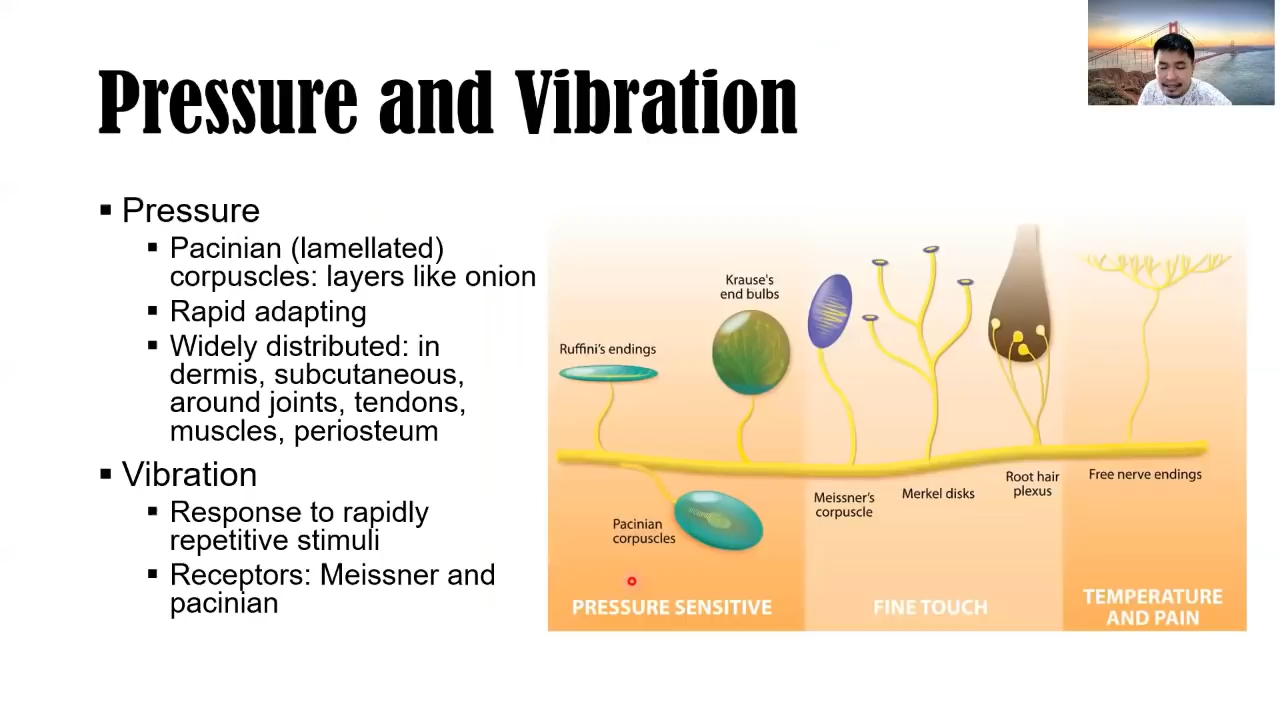 Pressure and Vibration
▪ Pressure
▪ Pacinian (lamellated)
corpuscles: layers like onion
▪ Rapid adapting
▪ Widely distributed: in
dermis, subcutaneous,
around joints, tendons,
muscles, periosteum
▪ Vibration
▪ Response to rapidly
repetitive stimuli
▪ Receptors: Meissner and
pacinian
Ruffini's endings
Krause's
end bulbs
Pacinian
corpuscles
Meissner's
corpuscle
Merkel disks
Root hair
plexus
Free nerve endings
PRESSURE SENSITIVE
FINE TOUCH
TEMPERATURE
AND PAIN